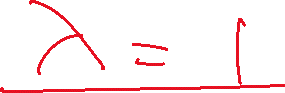 λ = 1